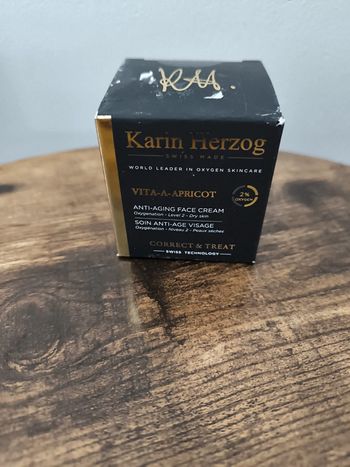 KH.
Karin Herzog
SWISS MADE
WORLD LEADER IN OXYGEN SKINCARE
VITA-A-APRICOT
2%
OXYGEN
ANTI-AGING FACE CREAM
Oxygenation - Level 2 - Dry skin
SOIN ANTI-AGE VISAGE
Oxygénation - Niveau 2 - Peaux sèches
CORRECT & TREAT
SWISS TECHNOLOGY